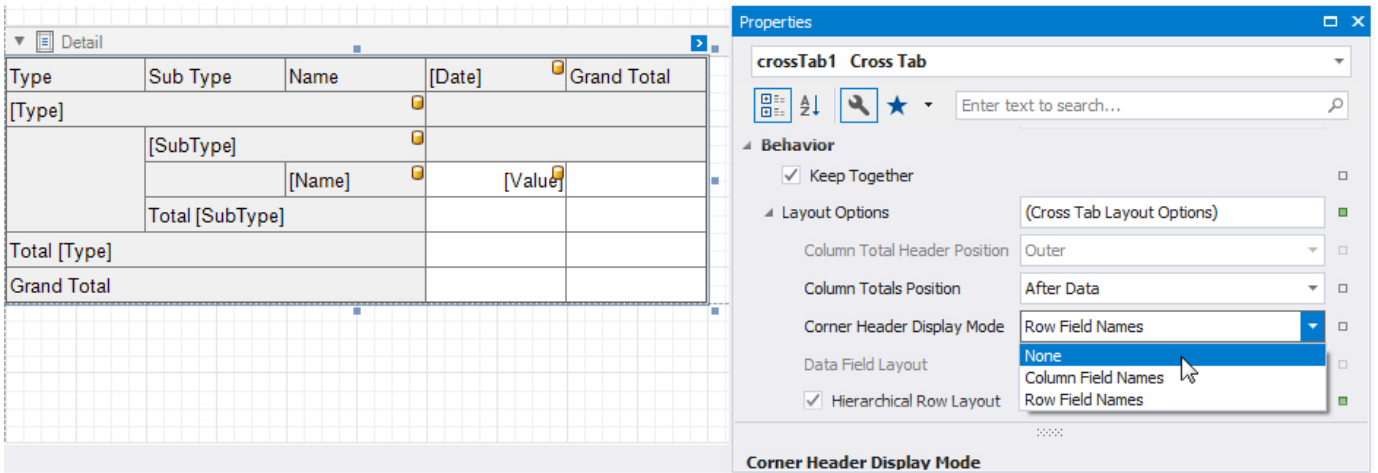 Detail
Type Sub Type Name [Date] Grand Total
[Type]
[SubType]
[Name] [Value]
Total [SubType]
Total [Type]
Grand Total
Properties
crossTab1 Cross Tab
Enter text to search...
Behavior
Keep Together
Layout Options (Cross Tab Layout Options)
Column Total Header Position Outer
Column Totals Position After Data
Corner Header Display Mode Row Field Names
None
Data Field Layout
Column Field Names
Hierarchical Row Layout Row Field Names
Corner Header Display Mode